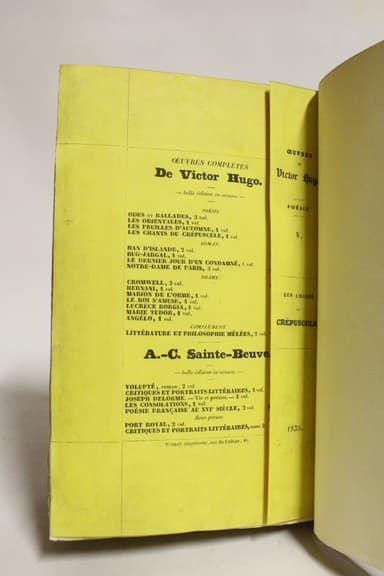 ŒUVRES COMPLÈTES
De Victor Hugo.
— belle édition in-octavo. —
POÉSIE.
ODES ET BALLADES, 2 vol.
LES ORIENTALES, 1 vol.
LES FEUILLES D'AUTOMNE, 1 vol.
LES CHANTS DU CRÉPUSCULE, 1 vol.
ROMAN.
HAN D'ISLANDE, 2 vol.
BUG-JARGAL, 1 vol.
LE DERNIER JOUR D'UN CONDAMNÉ, 1 vol.
NOTRE-DAME DE PARIS, 3 vol.
DRAME.
CROMWELL, 2 vol.
HERNANI, 1 vol.
MARION DE L'ORME, 1 vol.
LE ROI S'AMUSE, 1 vol.
LUCRÈCE BORGIA, 1 vol.
MARIE TUDOR, 1 vol.
ANGÉLO, 1 vol.
COMPLÉMENT.
LITTÉRATURE ET PHILOSOPHIE MÊLÉES, 2 vol.
A.-C. Sainte-Beuve.
— belle édition in-octavo. —
VOLUPTÉ, roman, 2 vol.
CRITIQUES ET PORTRAITS LITTÉRAIRES, 1 vol.
JOSEPH DELORME. — Vie et poésies. — 1 vol.
LES CONSOLATIONS, 1 vol.
POÉSIE FRANÇAISE AU XVIe SIÈCLE, 2 vol.
Sous presse.
PORT ROYAL, 2 vol.
CRITIQUES ET PORTRAITS LITTÉRAIRES, tome
ŒUVRES
DE
Victor Hugo
POÉSIE
V.
LES CHANTS
DU
CRÉPUSCULE